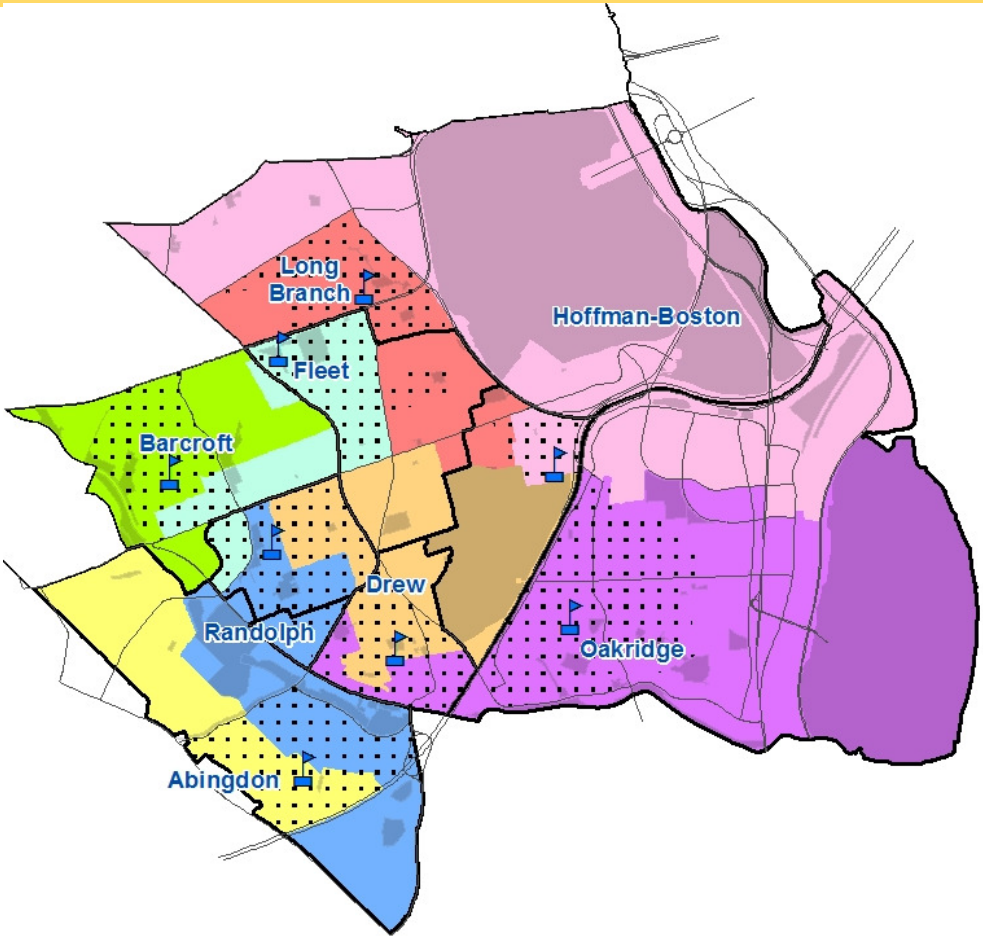 Long
Branch
Hoffman-Boston
Fleet
Barcroft
Drew
Randolph
Oakridge
Abingdon